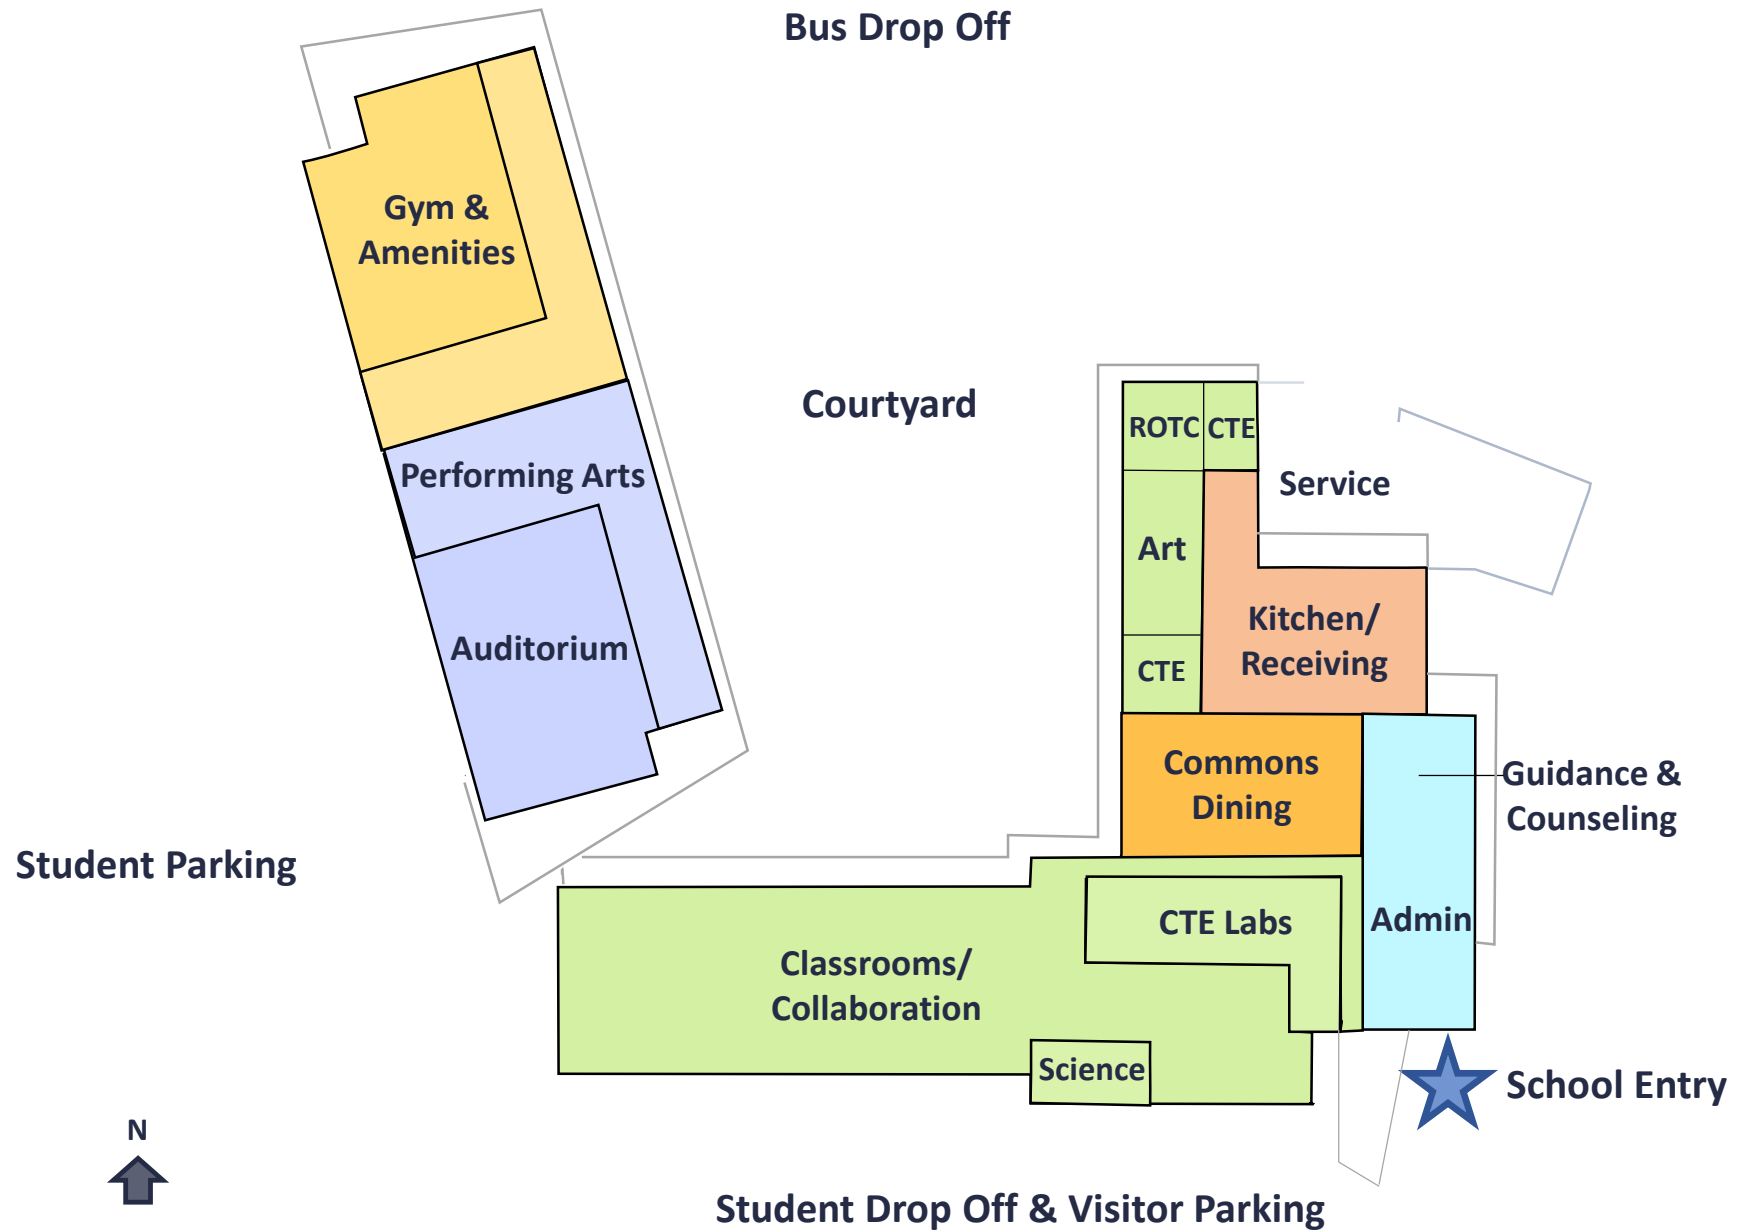 Bus Drop Off
Gym &
Amenities
Courtyard
ROTC
CTE
Performing Arts
Service
Art
Kitchen/
Receiving
Auditorium
CTE
Commons
Dining
Guidance &
Counseling
Student Parking
CTE Labs
Admin
Classrooms/
Collaboration
Science
School Entry
N
Student Drop Off & Visitor Parking